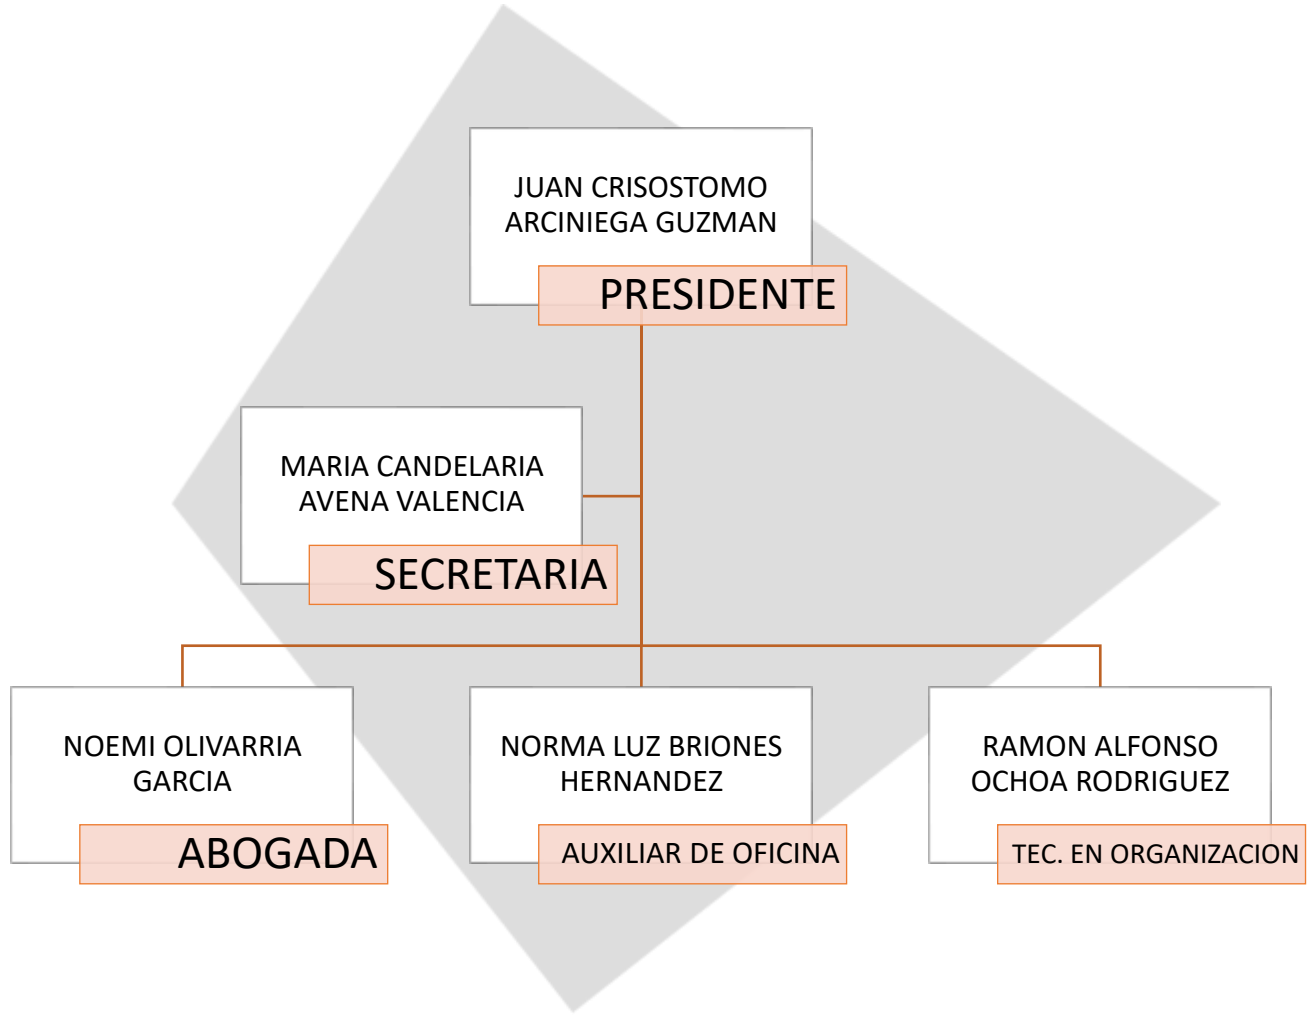 JUAN CRISOSTOMO
ARCINIEGA GUZMAN
PRESIDENTE
MARIA CANDELARIA
AVENA VALENCIA
SECRETARIA
NOEMI OLIVARRIA
GARCIA
ABOGADA
NORMA LUZ BRIONES
HERNANDEZ
AUXILIAR DE OFICINA
RAMON ALFONSO
OCHOA RODRIGUEZ
TEC. EN ORGANIZACION